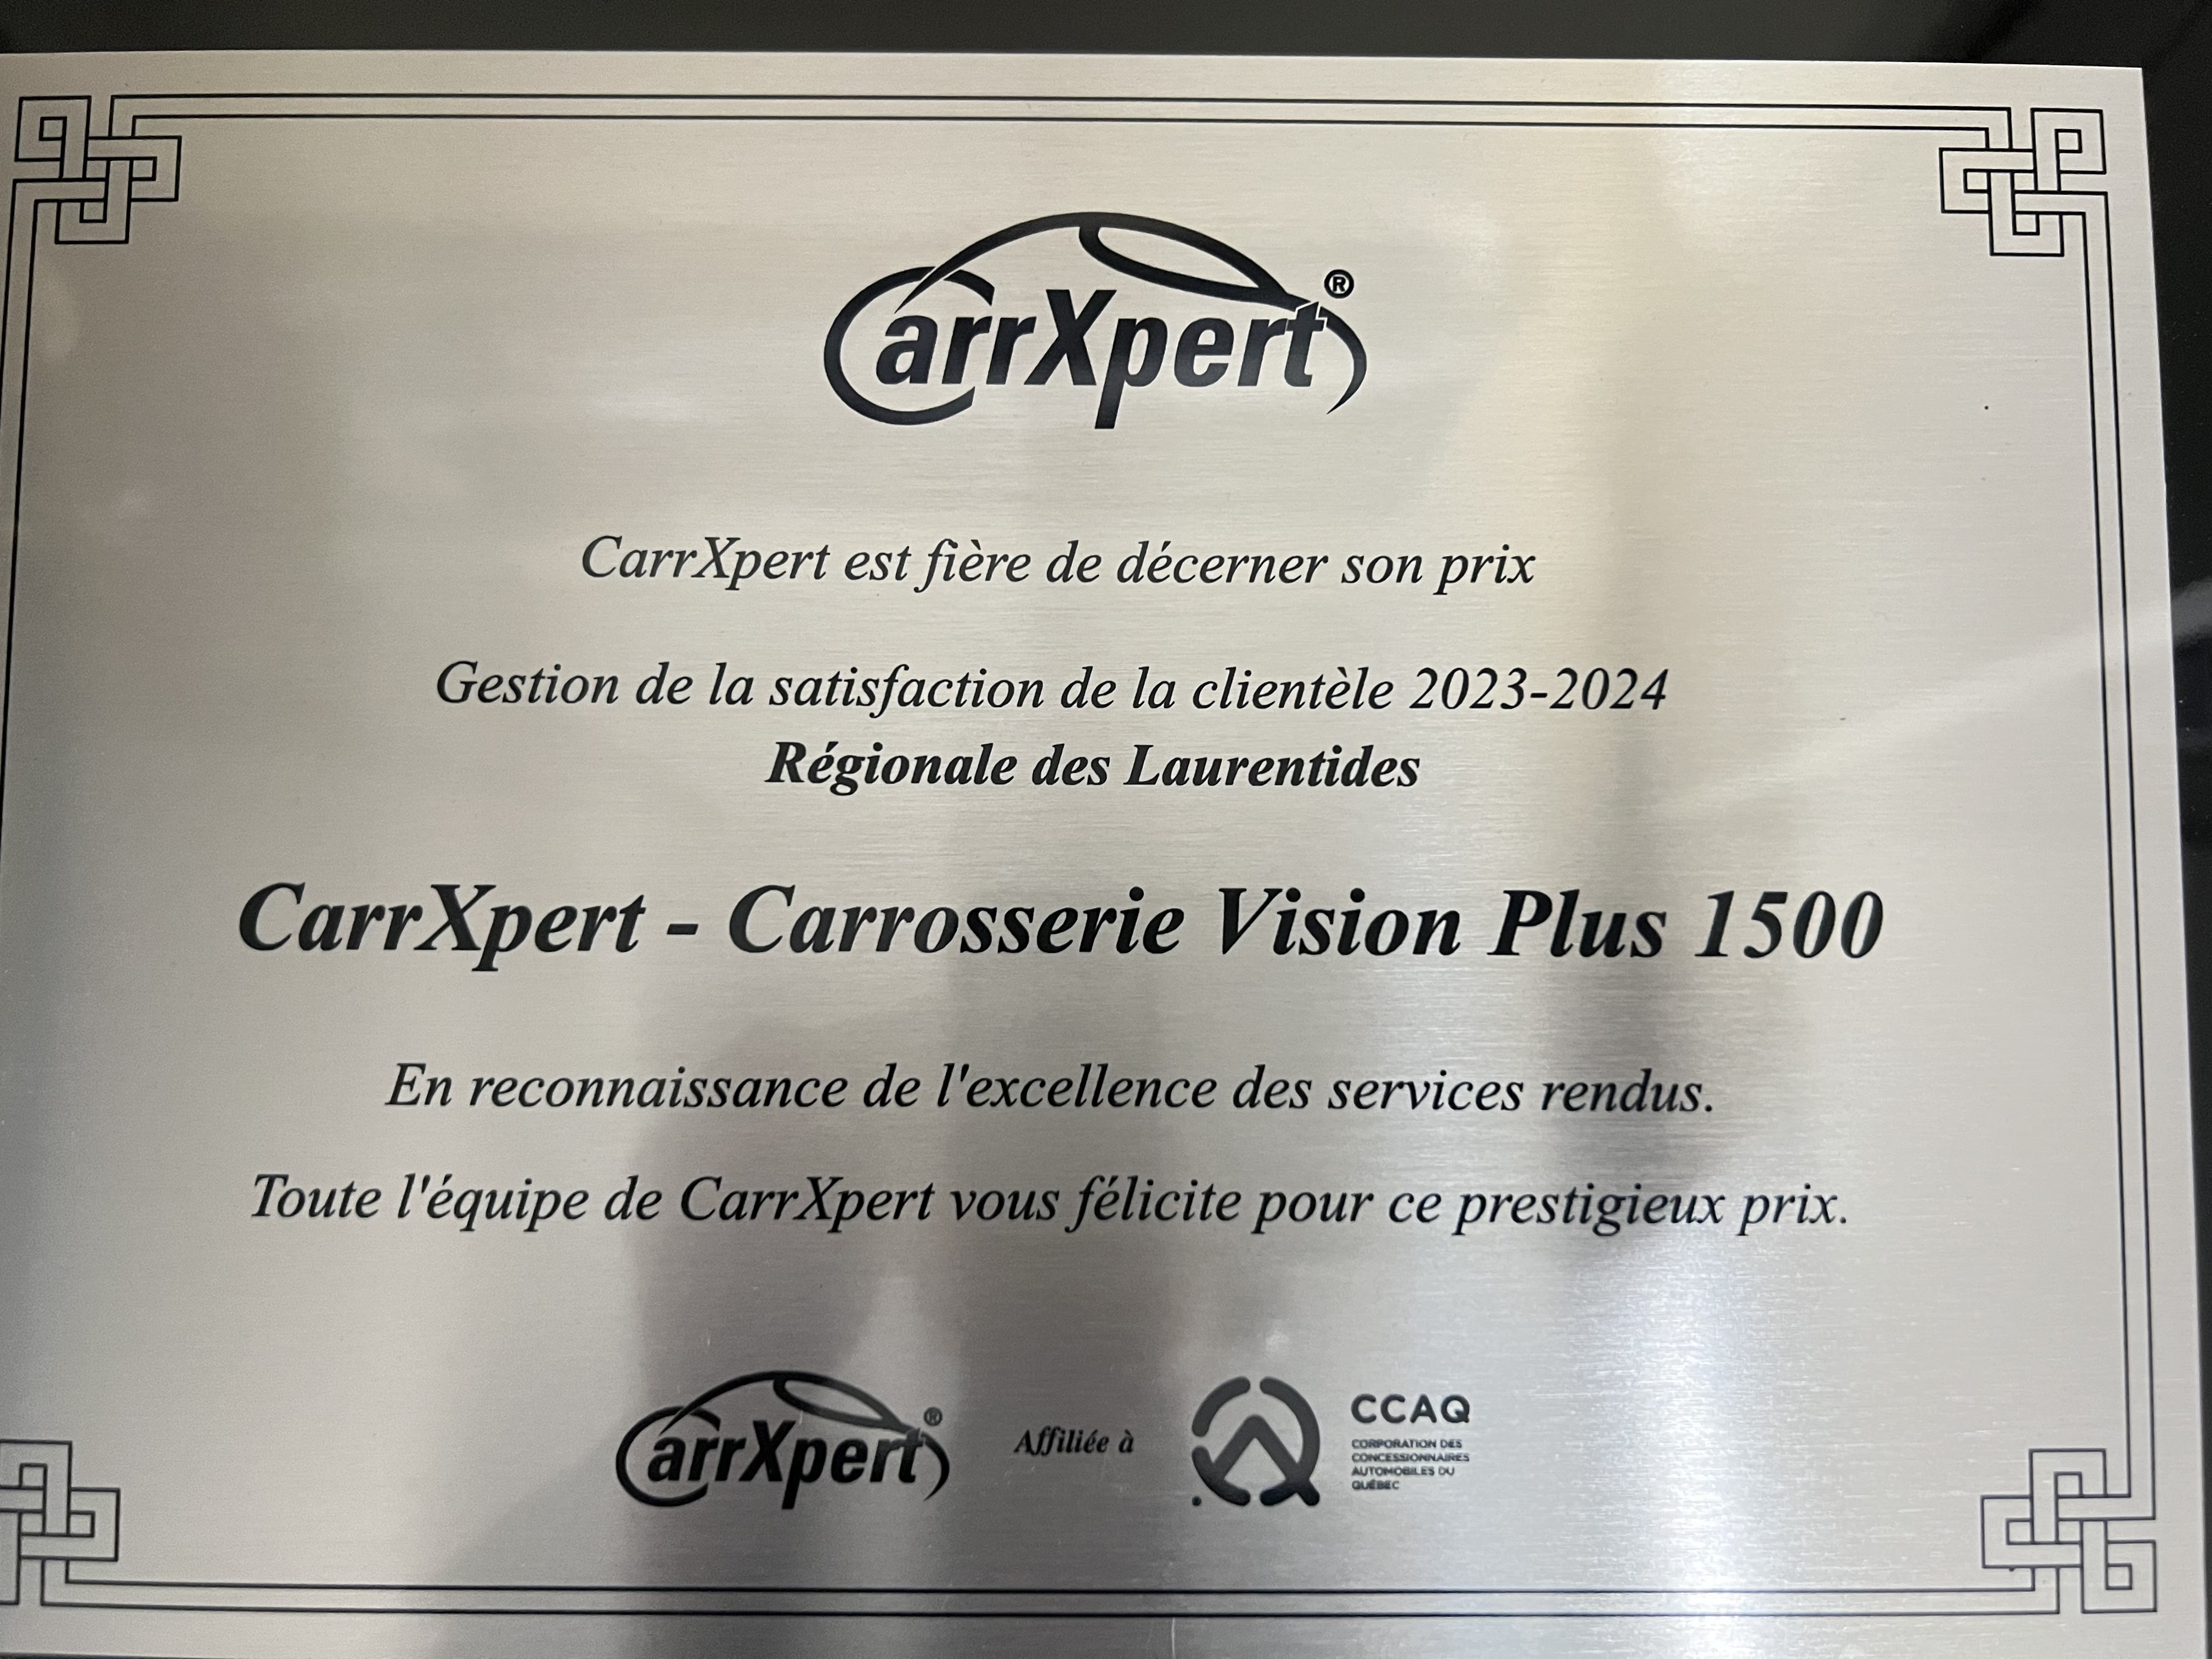 CarrXpert®
CarrXpert est fière de décerner son prix
Gestion de la satisfaction de la clientèle 2023-2024
Régionale des Laurentides
CarrXpert - Carrosserie Vision Plus 1500
En reconnaissance de l'excellence des services rendus.
Toute l'équipe de CarrXpert vous félicite pour ce prestigieux prix.
CarrXpert®
Affiliée à
CCAQ
CORPORATION DES
CONCESSIONNAIRES
AUTOMOBILES DU
QUÉBEC